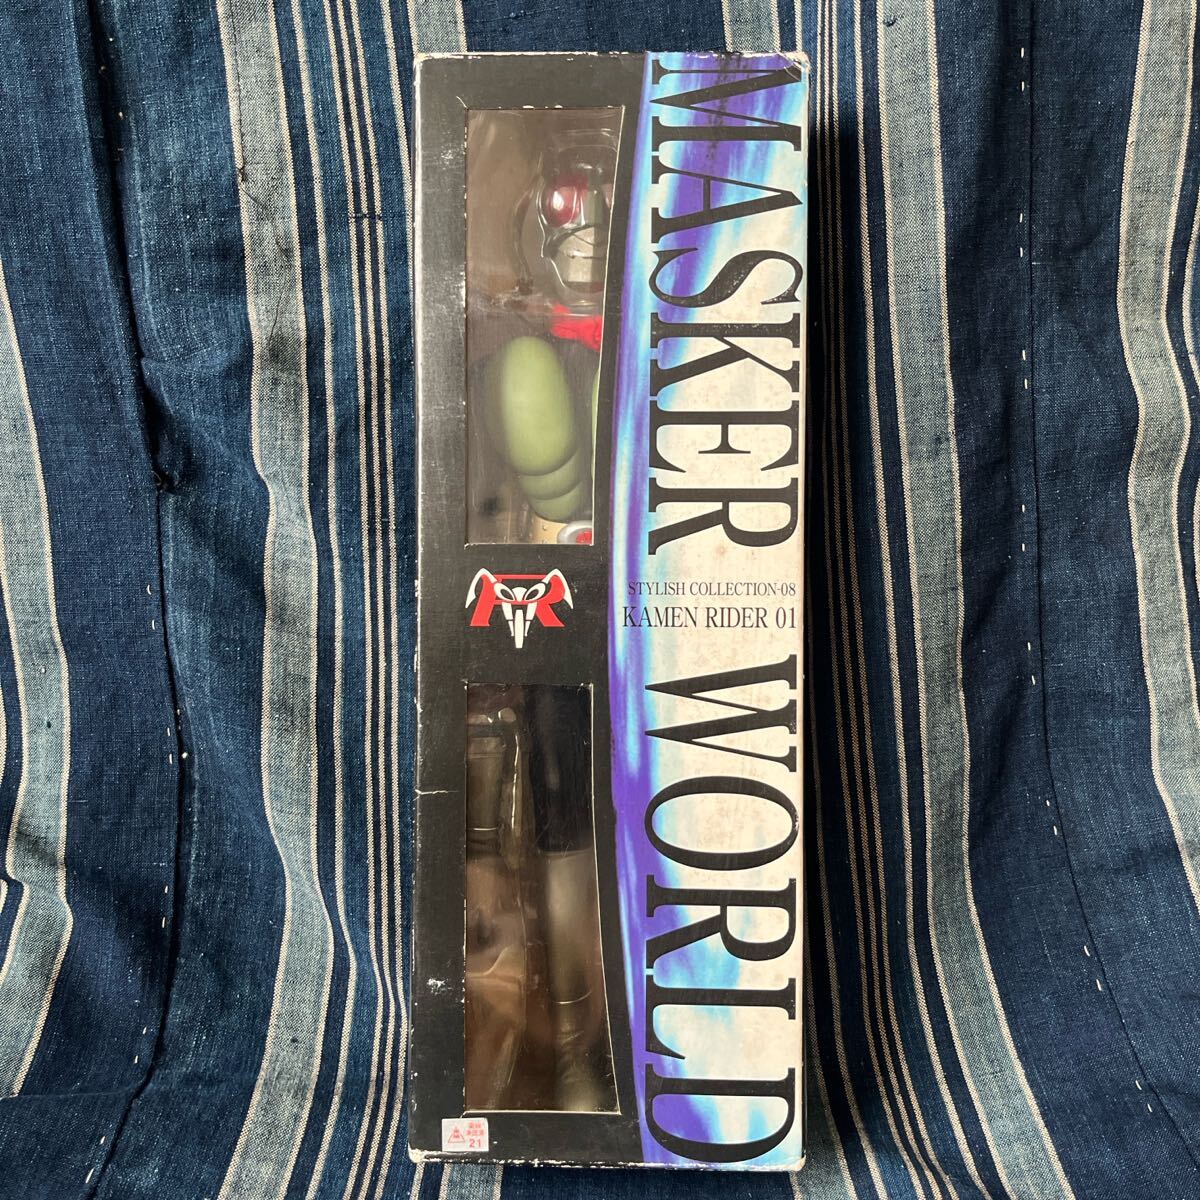 MASKER WORLD
STYLISH COLLECTION-08
KAMEN RIDER 01
21